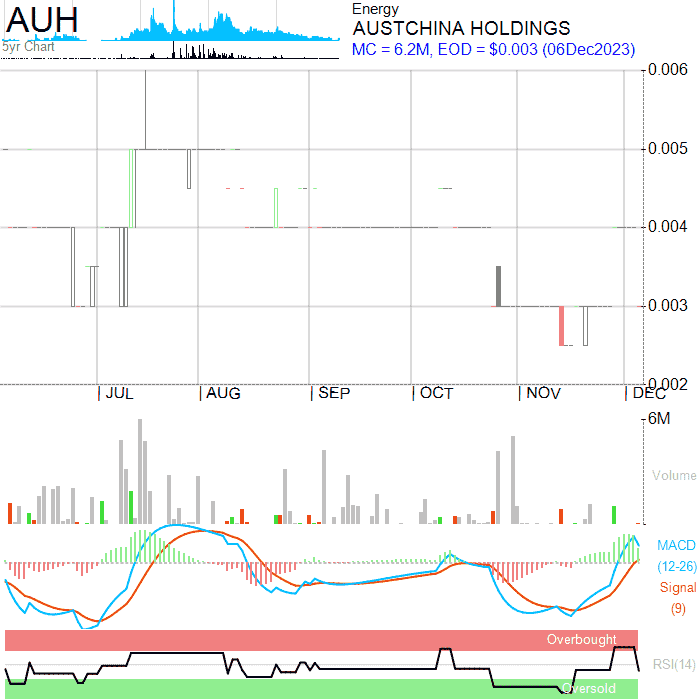 AUH
5yr Chart
Energy
AUSTCHINA HOLDINGS
MC = 6.2M, EOD = $0.003 (06Dec2023)
0.006
0.005
0.004
0.003
0.002
JUL AUG SEP OCT NOV DEC
6M
Volume
MACD
(12-26)
Signal
(9)
Overbought
RSI(14)
Oversold